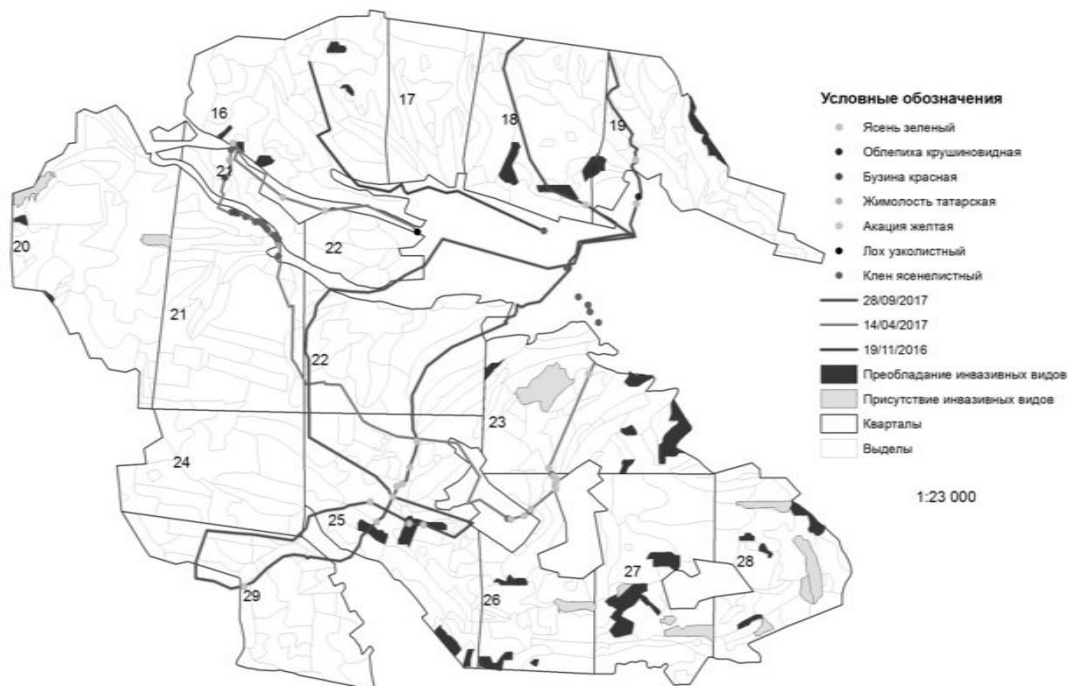 16
17
18
19
21
20
22
21
22
23
24
25
26
27
28
29
Условные обозначения
Ясень зеленый
Облепиха крушиновидная
Бузина красная
Жимолость татарская
Акация желтая
Лох узколистный
Клен ясенелистный
28/09/2017
14/04/2017
19/11/2016
Преобладание инвазивных видов
Присутствие инвазивных видов
Кварталы
Выделы
1:23 000